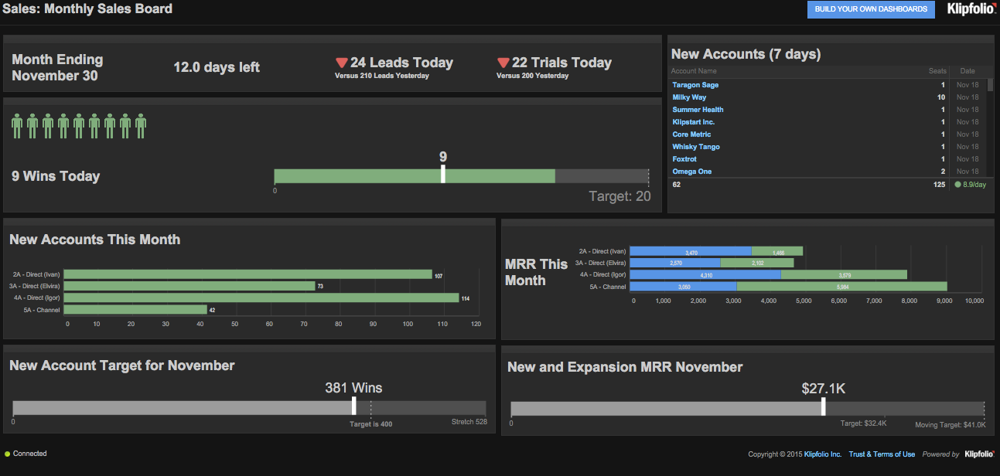 Sales: Monthly Sales Board
BUILD YOUR OWN DASHBOARDS
Klipfolio
Month Ending
November 30
12.0 days left
24 Leads Today
Versus 210 Leads Yesterday
22 Trials Today
Versus 200 Yesterday
New Accounts (7 days)
Account Name Seats Date
Taragon Sage 1 Nov 18
Milky Way 10 Nov 18
Summer Health 1 Nov 18
Klipstart Inc. 1 Nov 18
Core Metric 1 Nov 18
Whisky Tango 1 Nov 18
Foxtrot 1 Nov 18
Omega One 2 Nov 18
62 125 8.9/day
9 Wins Today
9
0
Target: 20
New Accounts This Month
2A - Direct (Ivan) 107
3A - Direct (Elvira) 73
4A - Direct (Igor) 114
5A - Channel 42
0 10 20 30 40 50 60 70 80 90 100 110 120
MRR This
Month
2A - Direct (Ivan) 3,470 1,466
3A - Direct (Elvira) 2,570 2,102
4A - Direct (Igor) 4,310 3,579
5A - Channel 3,050 5,984
0 1,000 2,000 3,000 4,000 5,000 6,000 7,000 8,000 9,000 10,000
New Account Target for November
381 Wins
0
Target is 400
Stretch 528
New and Expansion MRR November
$27.1K
0
Target: $32.4K
Moving Target: $41.0K
Connected
Copyright © 2015 Klipfolio Inc. Trust & Terms of Use Powered by Klipfolio